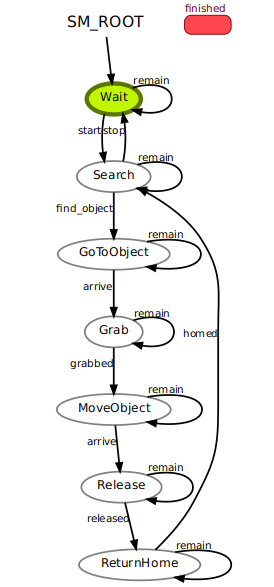 finished
SM_ROOT
remain
Wait
start stop
remain
Search
find_object
remain
GoToObject
arrive
remain
Grab
homed
grabbed
remain
MoveObject
arrive
remain
Release
released
remain
ReturnHome